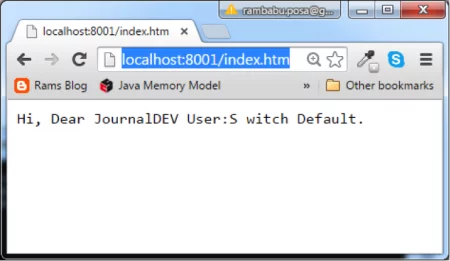 rambabu.posa@g...
localhost:8001/index.htm
localhost:8001/index.htm
Rams Blog Java Memory Model » Other bookmarks
Hi, Dear JournalDEV User:S witch Default.